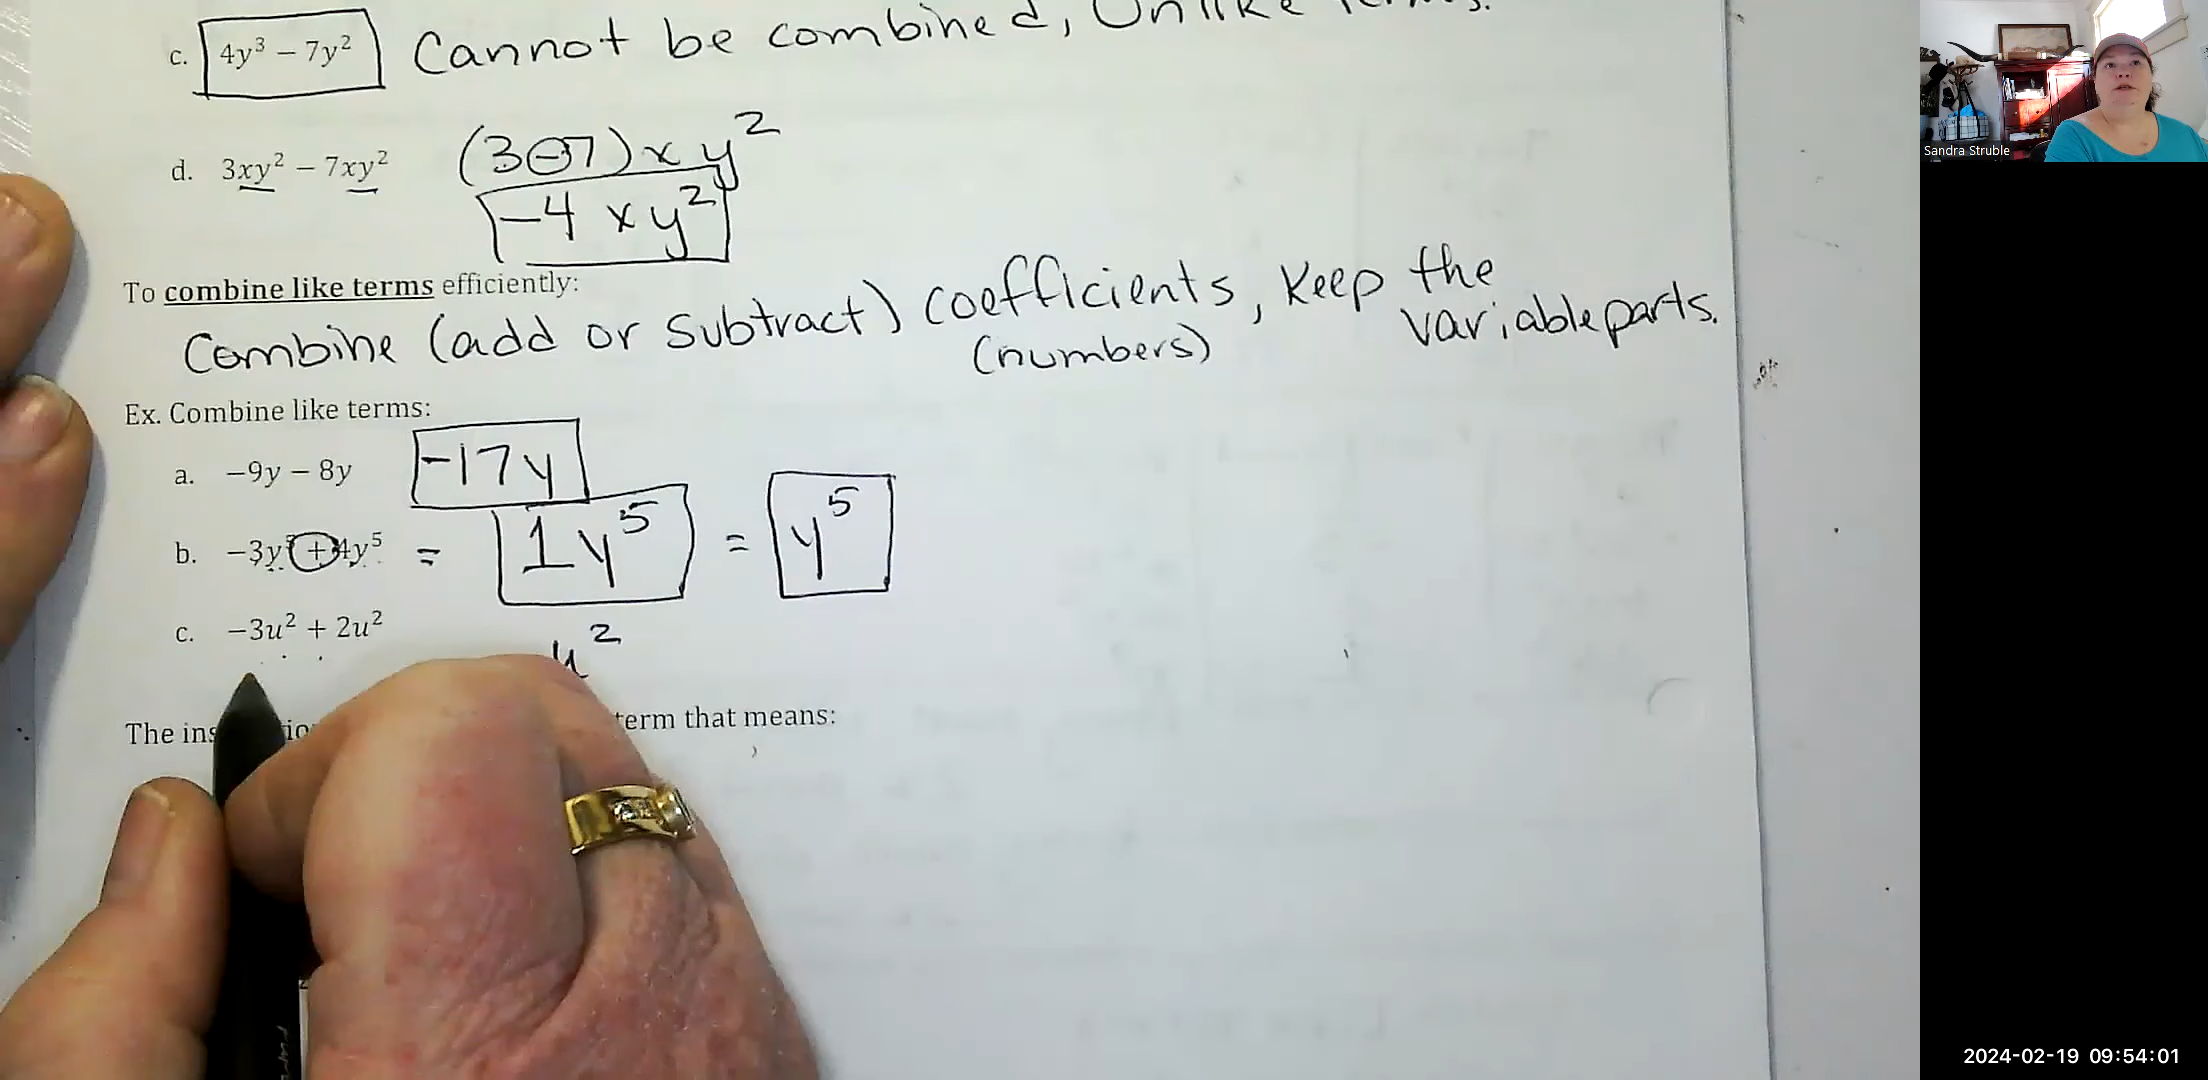 c. 4y³ – 7y² Cannot be combined, Unlike
d. 3xy² – 7xy² (3-7)xy²
-4xy²
To combine like terms efficiently:
Combine (add or subtract) coefficients, keep the
(numbers) variable parts.
Ex. Combine like terms:
a. –9y – 8y -17y
b. –3y⁵ + 4y⁵ = 1y⁵ = y⁵
c. –3u² + 2u² u²
The term that means:
Sandra Struble
2024-02-19 09:54:01